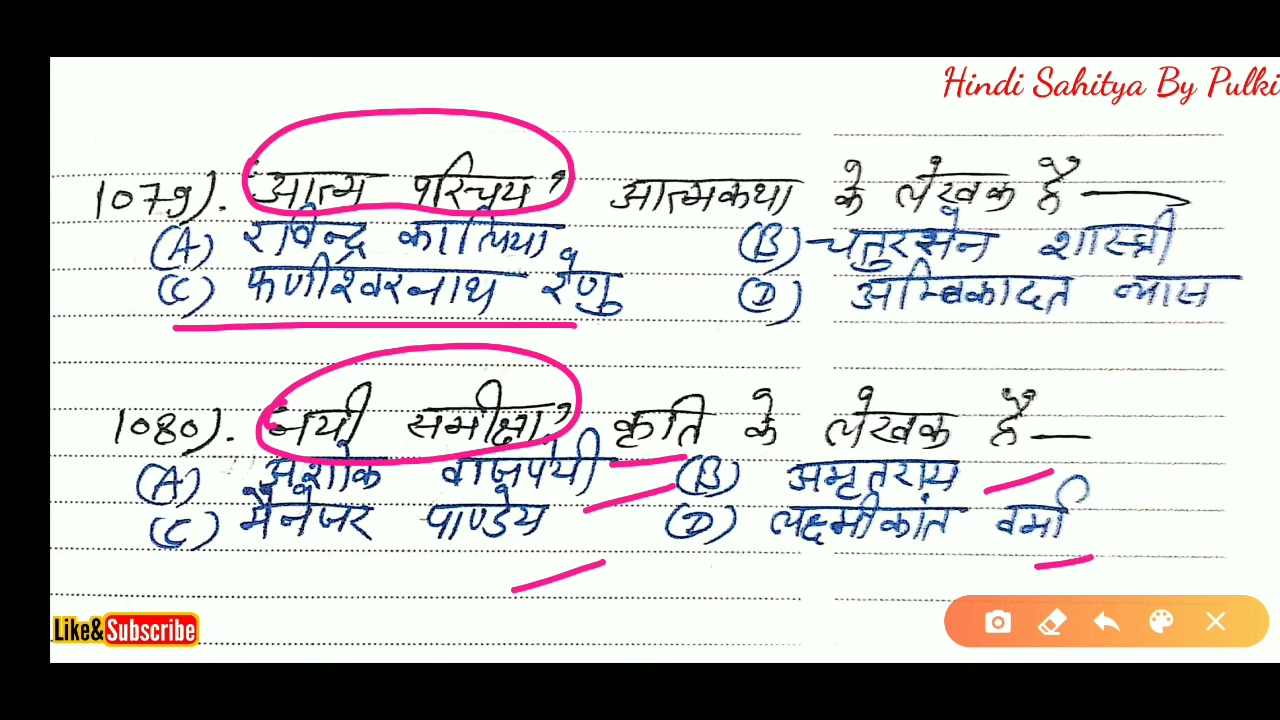 Hindi Sahitya By Pulki
1079). "आत्म परिचय" आत्मकथा के लेखक है —
(A) रविन्द्र कालिया (B) चतुरसेन शास्त्री
(C) फणीश्वरनाथ रेणु (D) अम्बिकादत व्यास
1080). "नयी समीक्षा" कृति के लेखक है —
(A) अशोक वाजपेयी (B) अमृतराय
(C) मैनेजर पाण्डेय (D) लक्ष्मीकांत वर्मा
Like& Subscribe